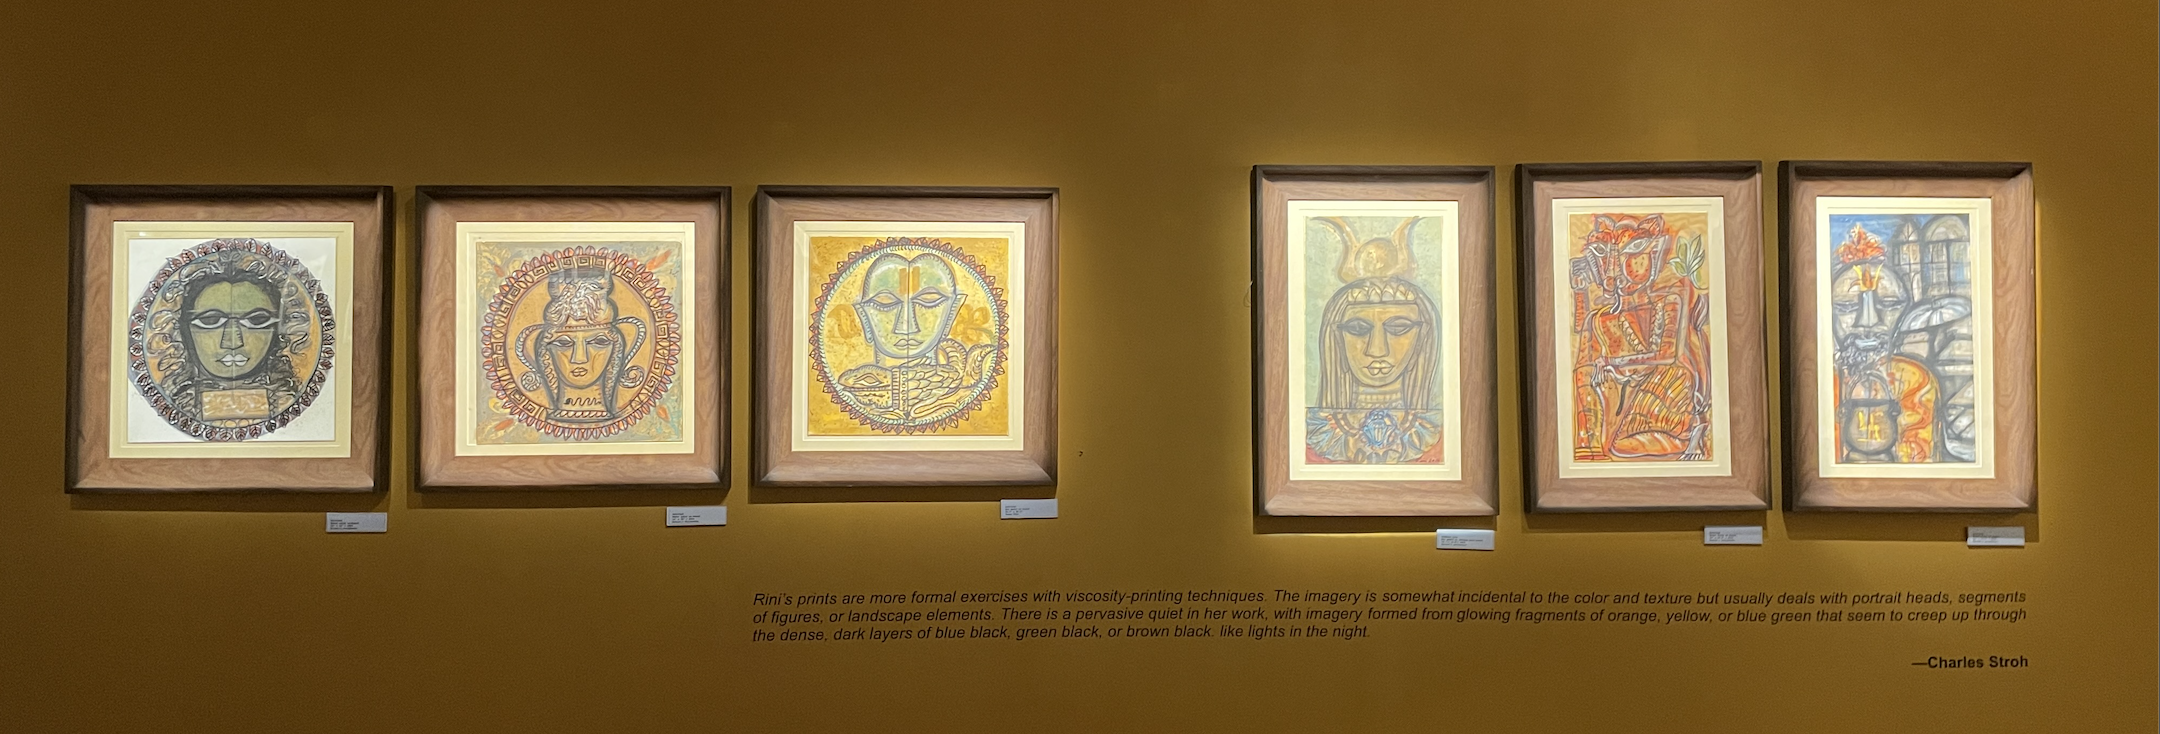 Rini's prints are more formal exercises with viscosity-printing techniques. The imagery is somewhat incidental to the color and texture but usually deals with portrait heads, segments
of figures, or landscape elements. There is a pervasive quiet in her work, with imagery formed from glowing fragments of orange, yellow, or blue green that seem to creep up through
the dense, dark layers of blue black, green black, or brown black. like lights in the night.
—Charles Stroh